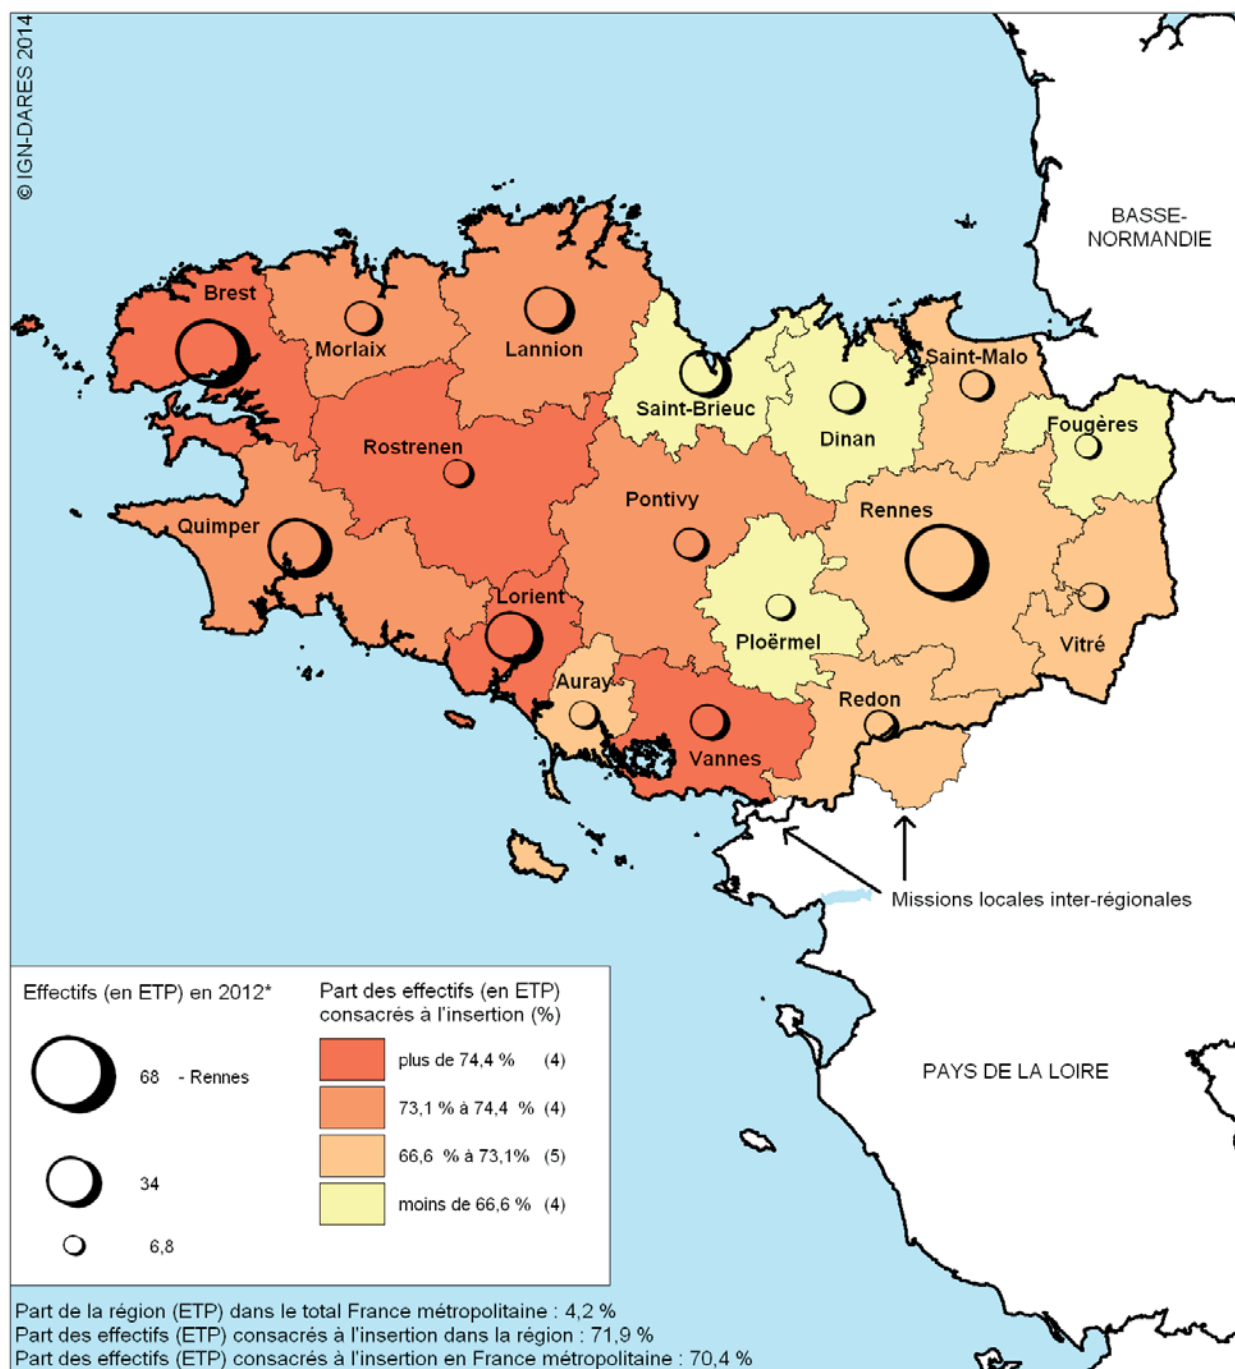 © IGN-DARES 2014
BASSE-
NORMANDIE
Brest
Morlaix
Lannion
Saint-Brieuc
Dinan
Saint-Malo
Fougères
Rostrenen
Pontivy
Rennes
Quimper
Lorient
Ploërmel
Vitré
Auray
Vannes
Redon
Missions locales inter-régionales
PAYS DE LA LOIRE
Effectifs (en ETP) en 2012*
68 - Rennes
34
6,8
Part des effectifs (en ETP)
consacrés à l'insertion (%)
plus de 74,4 % (4)
73,1 % à 74,4 % (4)
66,6 % à 73,1% (5)
moins de 66,6 % (4)
Part de la région (ETP) dans le total France métropolitaine : 4,2 %
Part des effectifs (ETP) consacrés à l'insertion dans la région : 71,9 %
Part des effectifs (ETP) consacrés à l'insertion en France métropolitaine : 70,4 %